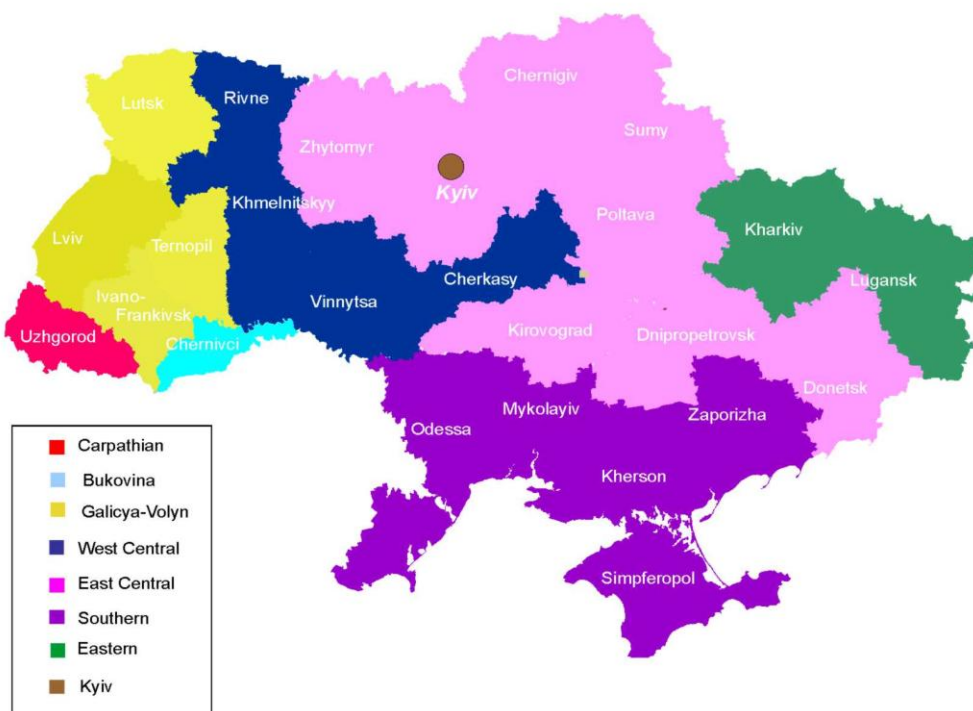 Chernigiv
Lutsk
Rivne
Sumy
Zhytomyr
Kyiv
Khmelnitskyy
Poltava
Kharkiv
Lviv
Ternopil
Cherkasy
Lugansk
Ivano-
Frankivsk
Vinnytsa
Uzhgorod
Chernivci
Kirovograd
Dnipropetrovsk
Donetsk
Mykolayiv
Zaporizha
Odessa
Kherson
Simpferopol
Carpathian
Bukovina
Galicya-Volyn
West Central
East Central
Southern
Eastern
Kyiv